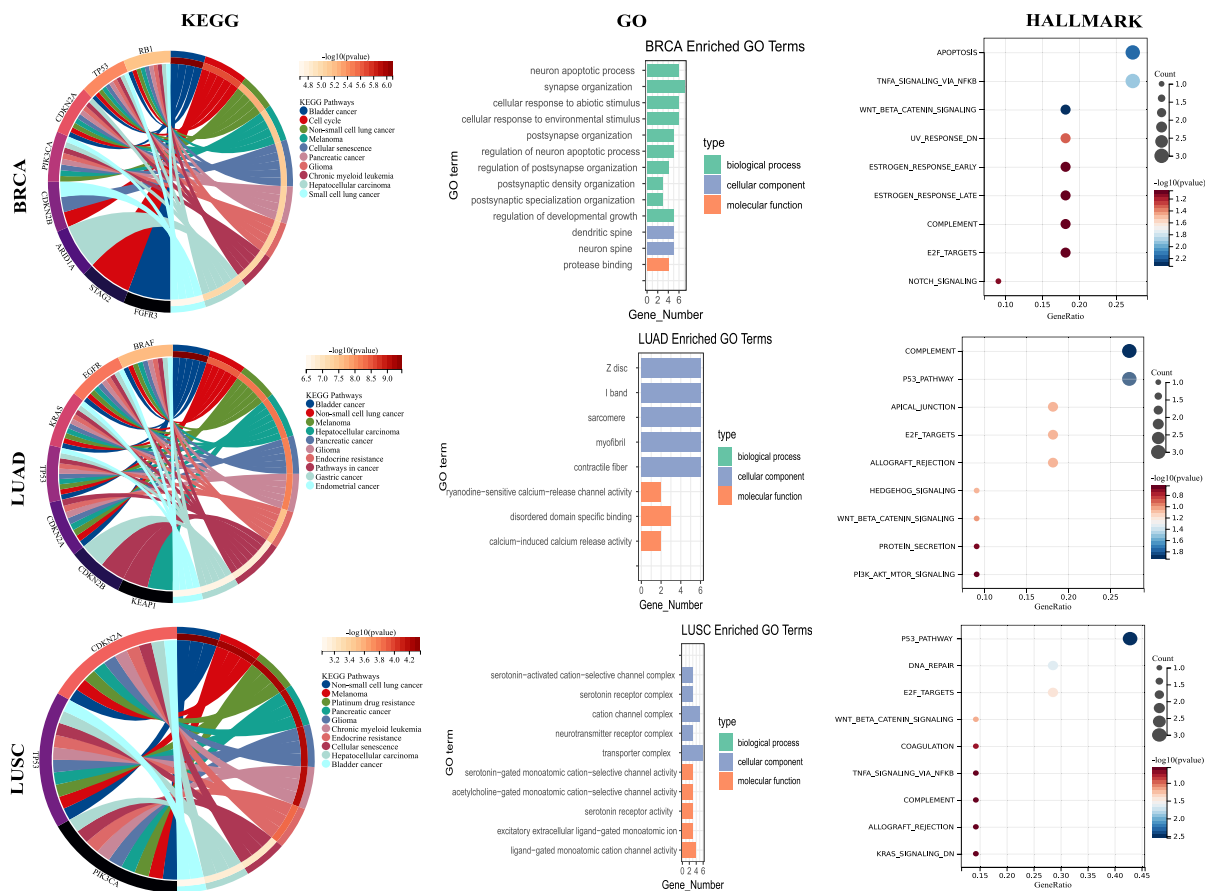 KEGG
GO
HALLMARK
BRCA
RB1
TP53
CDKN2A
PIK3CA
CDKN2B
ARID1A
STAG2
FGFR3
-log10(pvalue)
4.8 5.0 5.2 5.4 5.6 5.8 6.0
KEGG Pathways
Bladder cancer
Cell cycle
Non-small cell lung cancer
Melanoma
Cellular senescence
Pancreatic cancer
Glioma
Chronic myeloid leukemia
Hepatocellular carcinoma
Small cell lung cancer
BRCA Enriched GO Terms
GO term
neuron apoptotic process
synapse organization
cellular response to abiotic stimulus
cellular response to environmental stimulus
postsynapse organization
regulation of neuron apoptotic process
regulation of postsynapse organization
postsynaptic density organization
postsynaptic specialization organization
regulation of developmental growth
dendritic spine
neuron spine
protease binding
0 2 4 6
Gene_Number
type
biological process
cellular component
molecular function
APOPTOSIS
TNFA_SIGNALING_VIA_NFKB
WNT_BETA_CATENIN_SIGNALING
UV_RESPONSE_DN
ESTROGEN_RESPONSE_EARLY
ESTROGEN_RESPONSE_LATE
COMPLEMENT
E2F_TARGETS
NOTCH_SIGNALING
0.10 0.15 0.20 0.25
GeneRatio
Count
1.0
1.5
2.0
2.5
3.0
-log10(pvalue)
1.2
1.4
1.6
1.8
2.0
2.2
LUAD
BRAF
EGFR
KRAS
TP53
CDKN2A
CDKN2B
KEAP1
-log10(pvalue)
6.5 7.0 7.5 8.0 8.5 9.0
KEGG Pathways
Bladder cancer
Non-small cell lung cancer
Melanoma
Hepatocellular carcinoma
Pancreatic cancer
Glioma
Endocrine resistance
Pathways in cancer
Gastric cancer
Endometrial cancer
LUAD Enriched GO Terms
GO term
Z disc
I band
sarcomere
myofibril
contractile fiber
ryanodine-sensitive calcium-release channel activity
disordered domain specific binding
calcium-induced calcium release activity
0 2 4 6
Gene_Number
type
biological process
cellular component
molecular function
COMPLEMENT
P53_PATHWAY
APICAL_JUNCTION
E2F_TARGETS
ALLOGRAFT_REJECTION
HEDGEHOG_SIGNALING
WNT_BETA_CATENIN_SIGNALING
PROTEIN_SECRETION
PI3K_AKT_MTOR_SIGNALING
0.10 0.15 0.20 0.25
GeneRatio
Count
1.0
1.5
2.0
2.5
3.0
-log10(pvalue)
0.8
1.0
1.2
1.4
1.6
1.8
LUSC
CDKN2A
TP53
PIK3CA
-log10(pvalue)
3.2 3.4 3.6 3.8 4.0 4.2
KEGG Pathways
Non-small cell lung cancer
Melanoma
Platinum drug resistance
Pancreatic cancer
Glioma
Chronic myeloid leukemia
Endocrine resistance
Cellular senescence
Hepatocellular carcinoma
Bladder cancer
LUSC Enriched GO Terms
GO term
serotonin-activated cation-selective channel complex
serotonin receptor complex
cation channel complex
neurotransmitter receptor complex
transporter complex
serotonin-gated monoatomic cation-selective channel activity
acetylcholine-gated monoatomic cation-selective channel activity
serotonin receptor activity
excitatory extracellular ligand-gated monoatomic ion
ligand-gated monoatomic cation channel activity
0 2 4 6
Gene_Number
type
biological process
cellular component
molecular function
P53_PATHWAY
DNA_REPAIR
E2F_TARGETS
WNT_BETA_CATENIN_SIGNALING
COAGULATION
TNFA_SIGNALING_VIA_NFKB
COMPLEMENT
ALLOGRAFT_REJECTION
KRAS_SIGNALING_DN
0.15 0.20 0.25 0.30 0.35 0.40 0.45
GeneRatio
Count
1.0
1.5
2.0
2.5
3.0
-log10(pvalue)
1.0
1.5
2.0
2.5